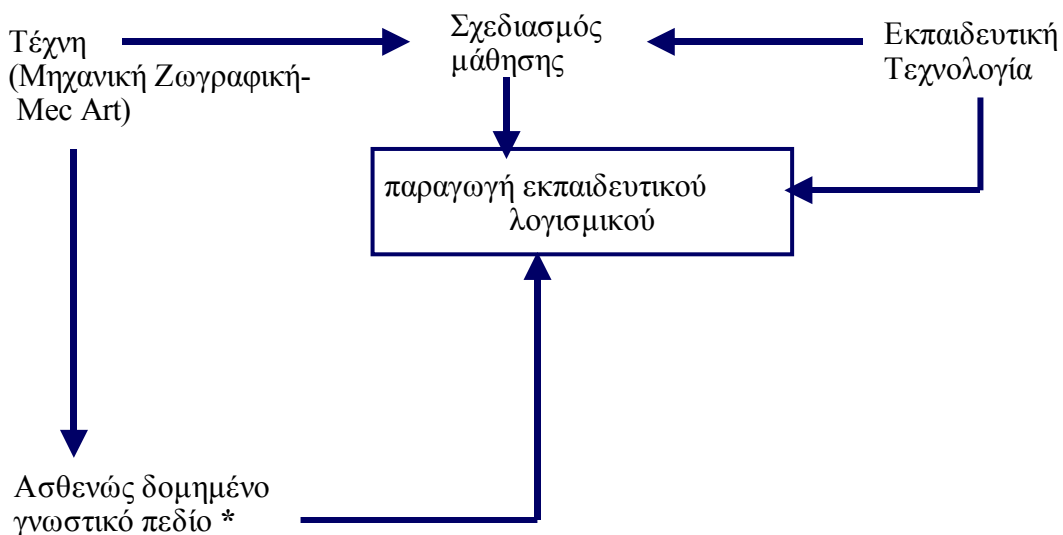 Τέχνη
(Μηχανική Ζωγραφική-
Mec Art)
Σχεδιασμός
μάθησης
Εκπαιδευτική
Τεχνολογία
παραγωγή εκπαιδευτικού
λογισμικού
Ασθενώς δομημένο
γνωστικό πεδίο *